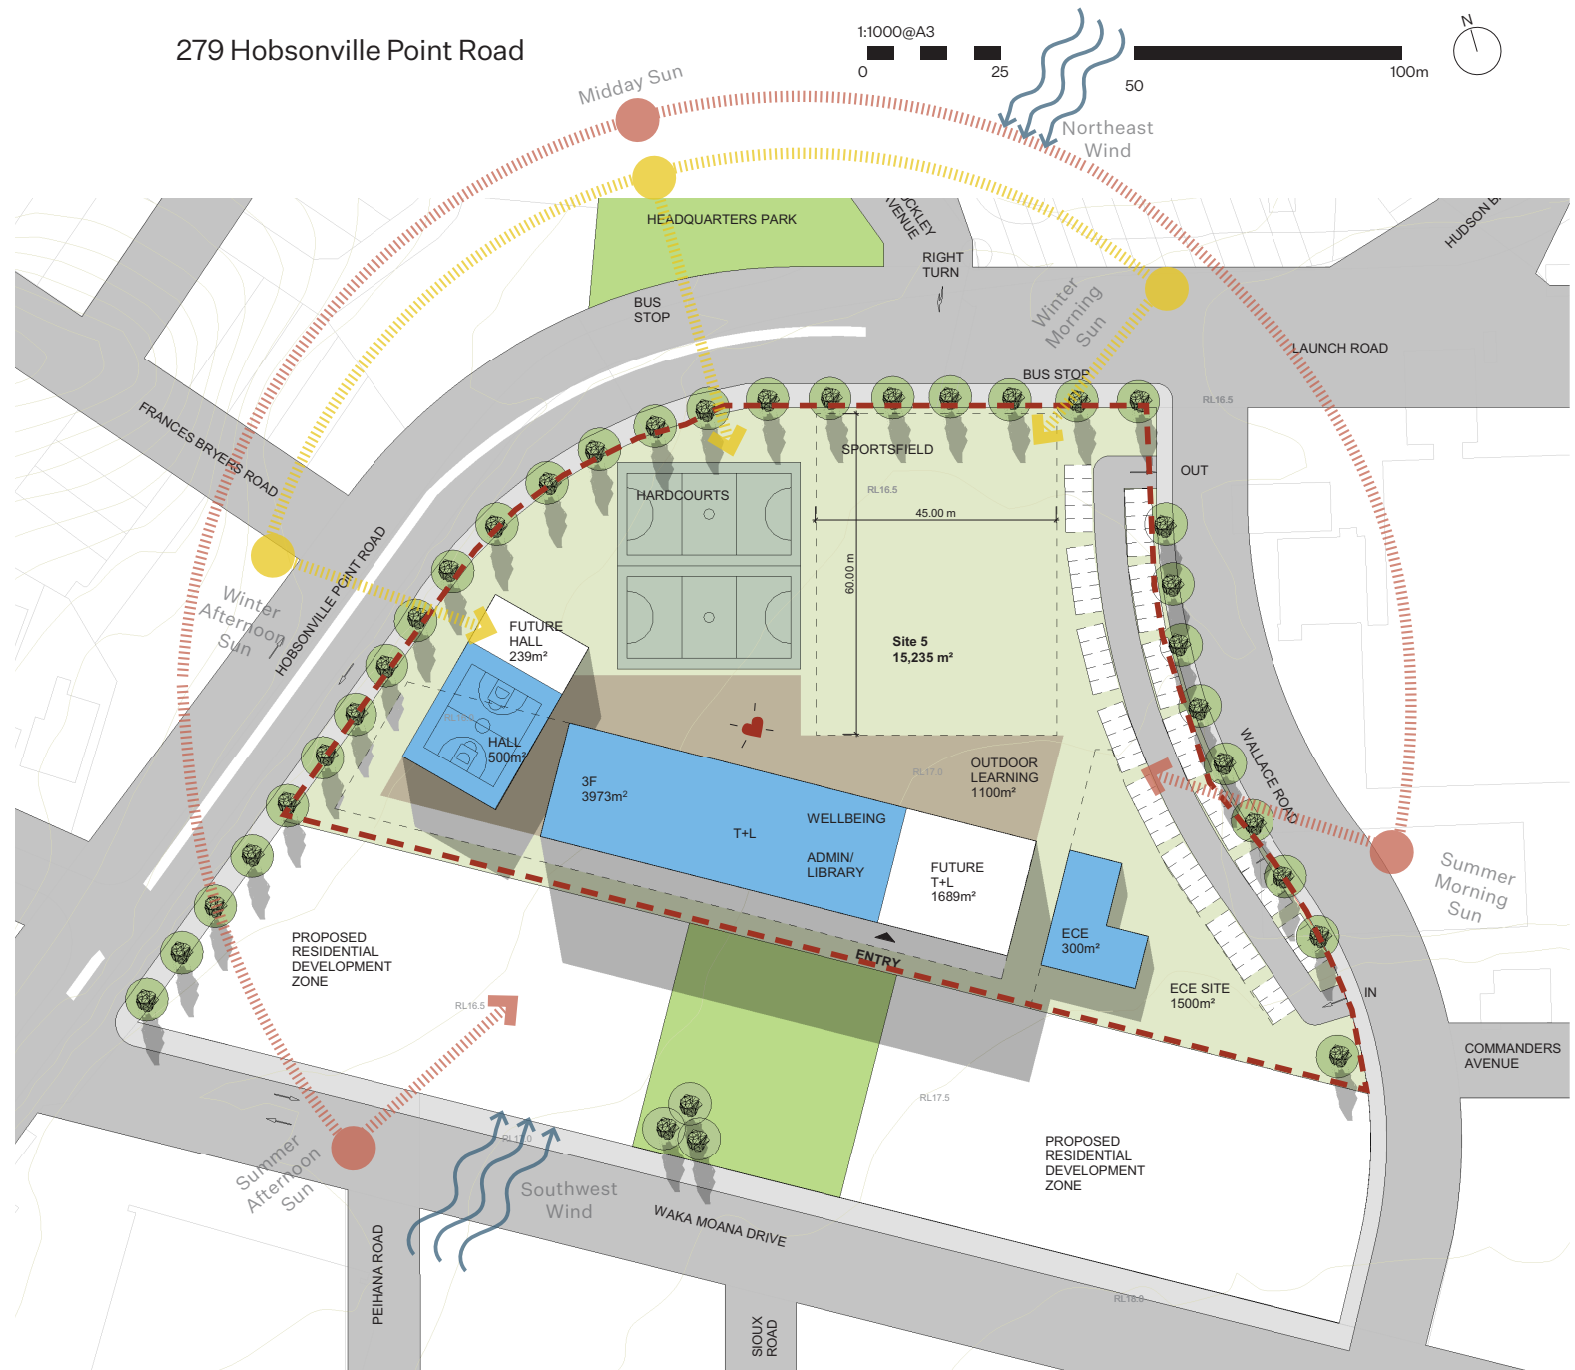 279 Hobsonville Point Road
1:1000@A3
0
25
50
100m
N
Midday Sun
Northeast
Wind
HEADQUARTERS PARK
AVENUE
RIGHT
TURN
BUS
STOP
Winter
Morning
Sun
LAUNCH ROAD
BUS STOP
RL16.5
FRANCES BRYERS ROAD
SPORTSFIELD
OUT
HARDCOURTS
RL16.5
45.00 m
60.00 m
HOBSONVILLE POINT ROAD
Winter
Afternoon
Sun
FUTURE
HALL
239m²
Site 5
15,235 m²
HALL
500m²
WALLACE ROAD
3F
3973m²
RL17.0
OUTDOOR
LEARNING
1100m²
T+L
WELLBEING
ADMIN/
LIBRARY
FUTURE
T+L
1689m²
Summer
Morning
Sun
ECE
300m²
ENTRY
PROPOSED
RESIDENTIAL
DEVELOPMENT
ZONE
RL16.5
ECE SITE
1500m²
IN
COMMANDERS
AVENUE
RL17.5
RL17.0
Summer
Afternoon
Sun
Southwest
Wind
PROPOSED
RESIDENTIAL
DEVELOPMENT
ZONE
WAKA MOANA DRIVE
PEIHANA ROAD
SIOUX
ROAD
RL18.0